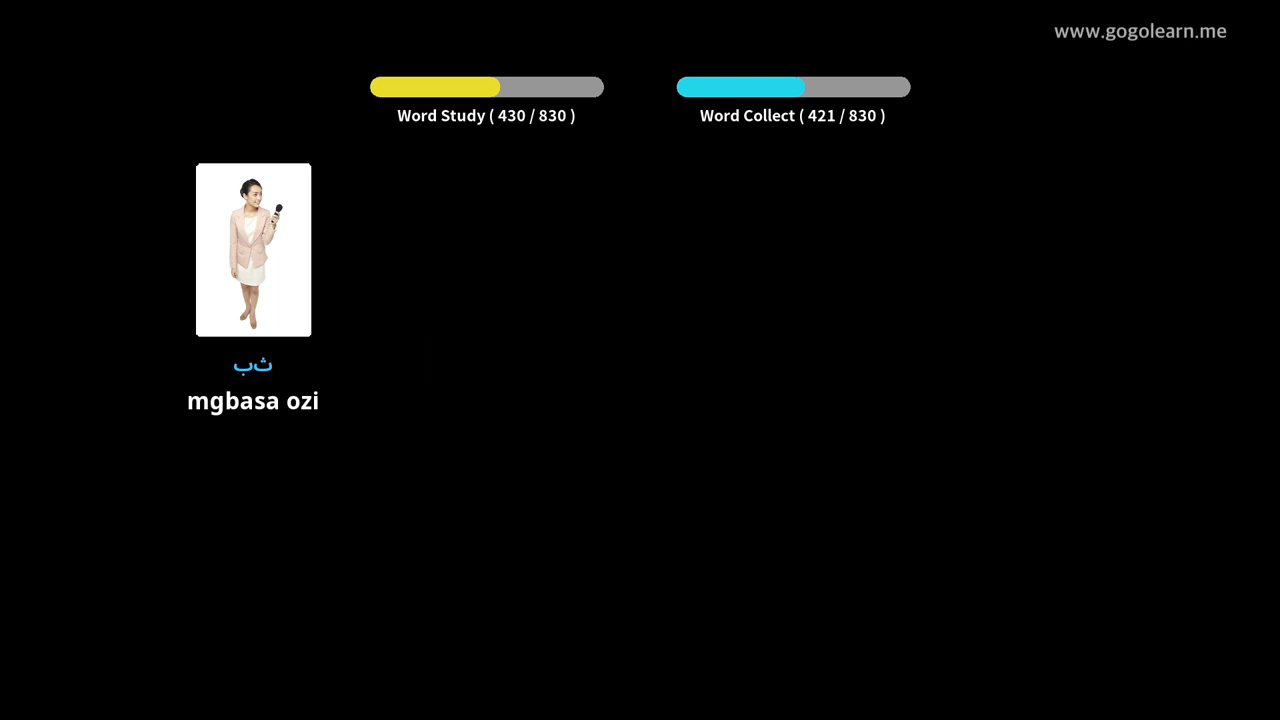 www.gogolearn.me
Word Study ( 430 / 830 )
Word Collect ( 421 / 830 )
بث
mgbasa ozi